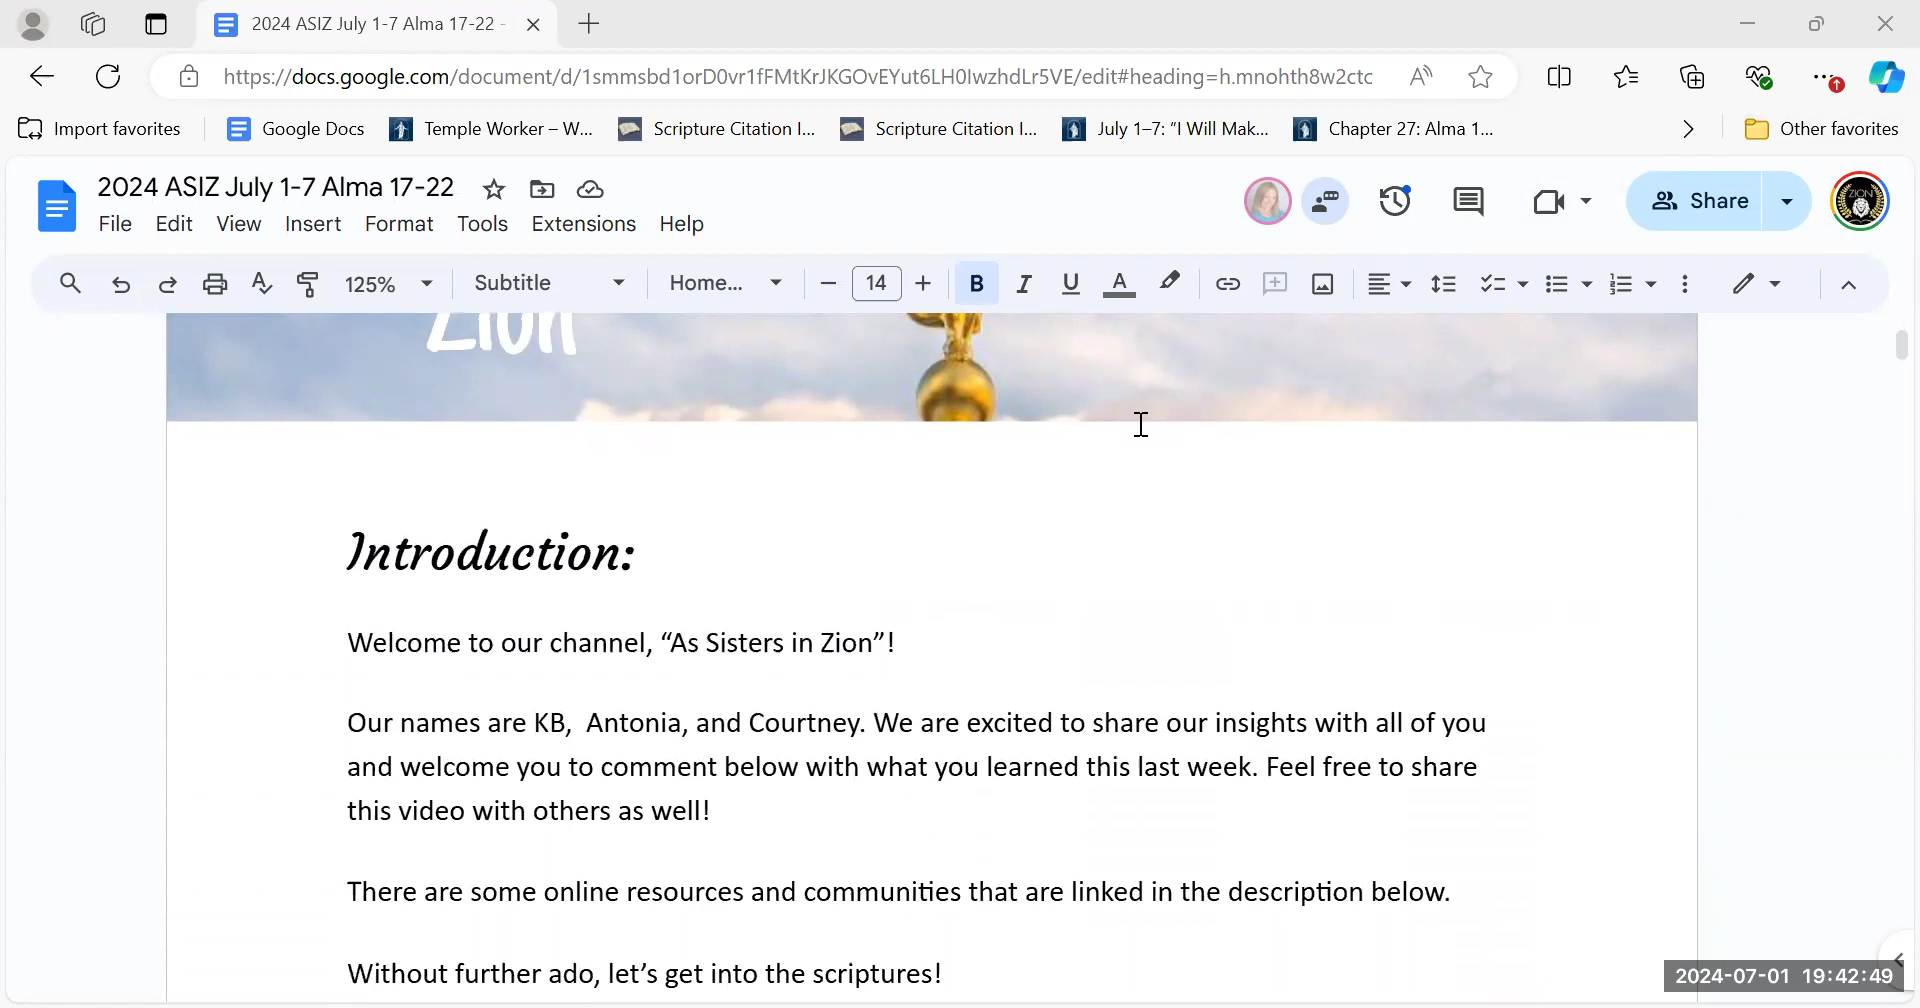 2024 ASIZ July 1-7 Alma 17-22 -
https://docs.google.com/document/d/1smmsbd1orD0vr1fFMtKrJKGOvEYut6LH0IwzhdLr5VE/edit#heading=h.mnohth8w2ctc
Import favorites Google Docs Temple Worker – W... Scripture Citation I... Scripture Citation I... July 1–7: “I Will Mak... Chapter 27: Alma 1... Other favorites
2024 ASIZ July 1-7 Alma 17-22
File Edit View Insert Format Tools Extensions Help
Share
ZION
125% Subtitle Home... 14 B I U A
Zion
Introduction:
Welcome to our channel, “As Sisters in Zion”!
Our names are KB,  Antonia, and Courtney. We are excited to share our insights with all of you
and welcome you to comment below with what you learned this last week. Feel free to share
this video with others as well!
There are some online resources and communities that are linked in the description below.
Without further ado, let’s get into the scriptures!
2024-07-01 19:42:49